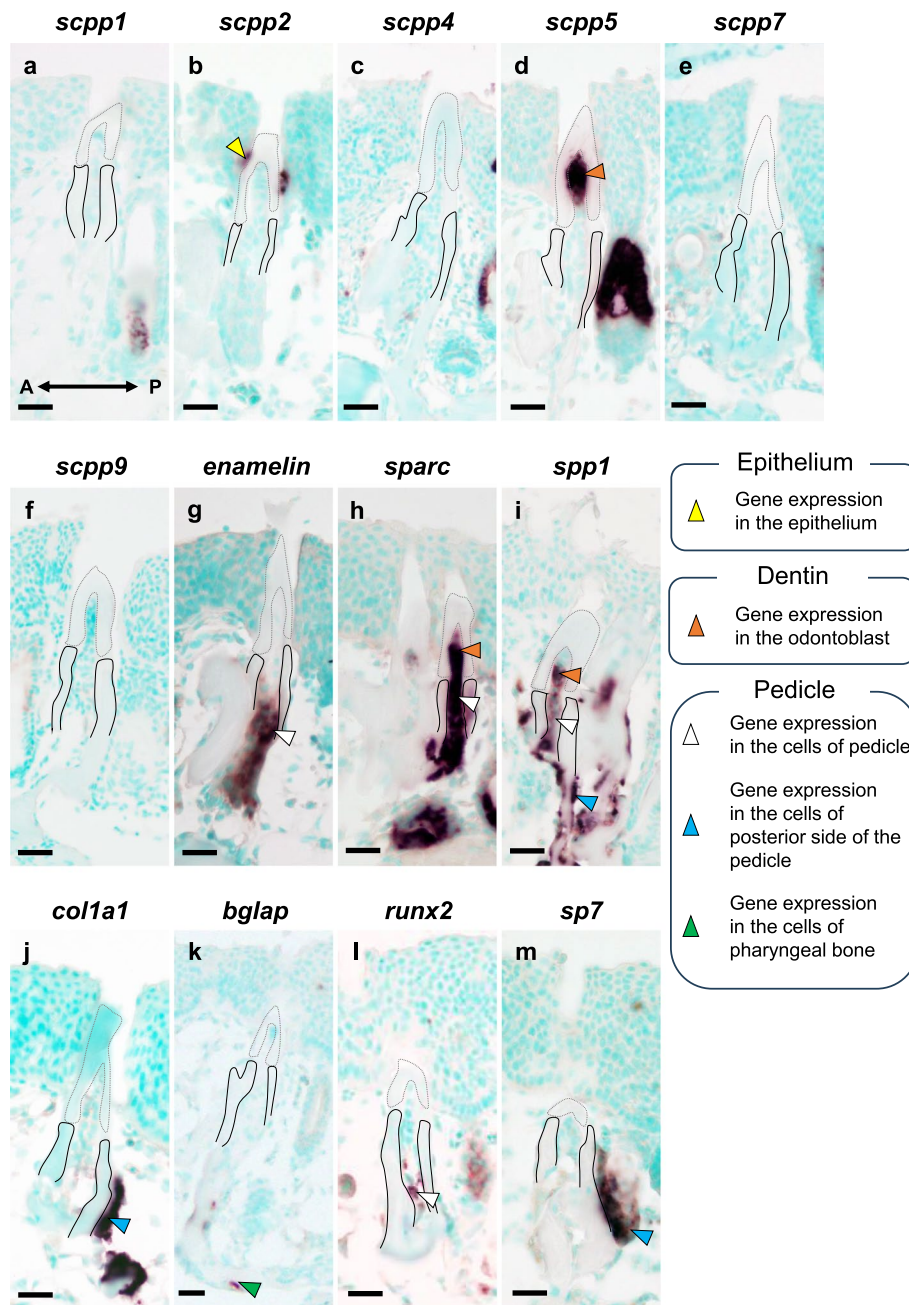 scpp1
scpp2
scpp4
scpp5
scpp7
a
b
c
d
e
A
P
scpp9
enamelin
sparc
spp1
f
g
h
i
Epithelium
Gene expression
in the epithelium
Dentin
Gene expression
in the odontoblast
Pedicle
Gene expression
in the cells of pedicle
Gene expression
in the cells of
posterior side of the
pedicle
Gene expression
in the cells of
pharyngeal bone
col1a1
bglap
runx2
sp7
j
k
l
m